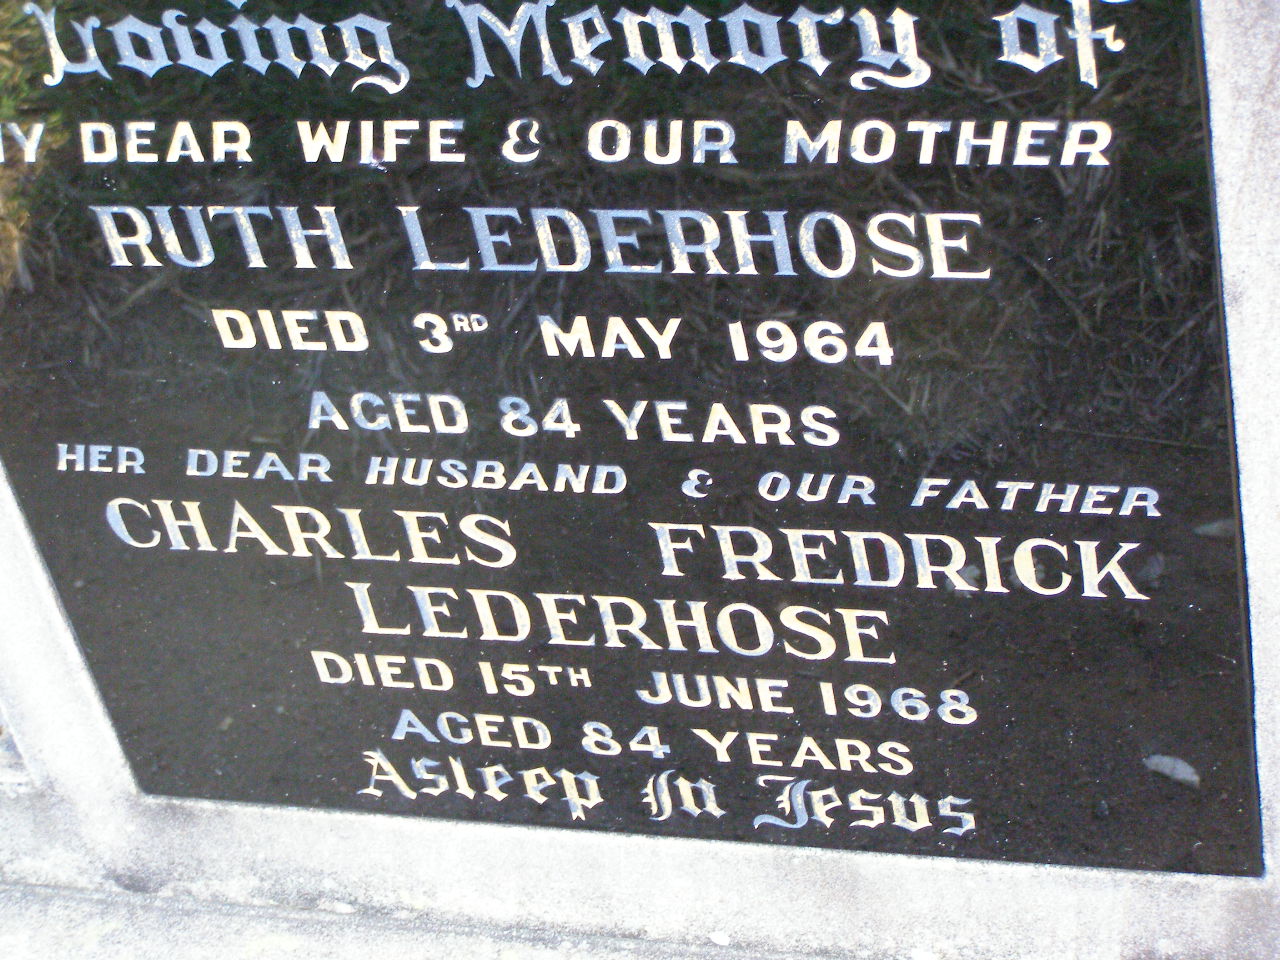 Loving Memory of
MY DEAR WIFE & OUR MOTHER
RUTH LEDERHOSE
DIED 3RD MAY 1964
AGED 84 YEARS
HER DEAR HUSBAND & OUR FATHER
CHARLES FREDRICK
LEDERHOSE
DIED 15TH JUNE 1968
AGED 84 YEARS
Asleep In Jesus